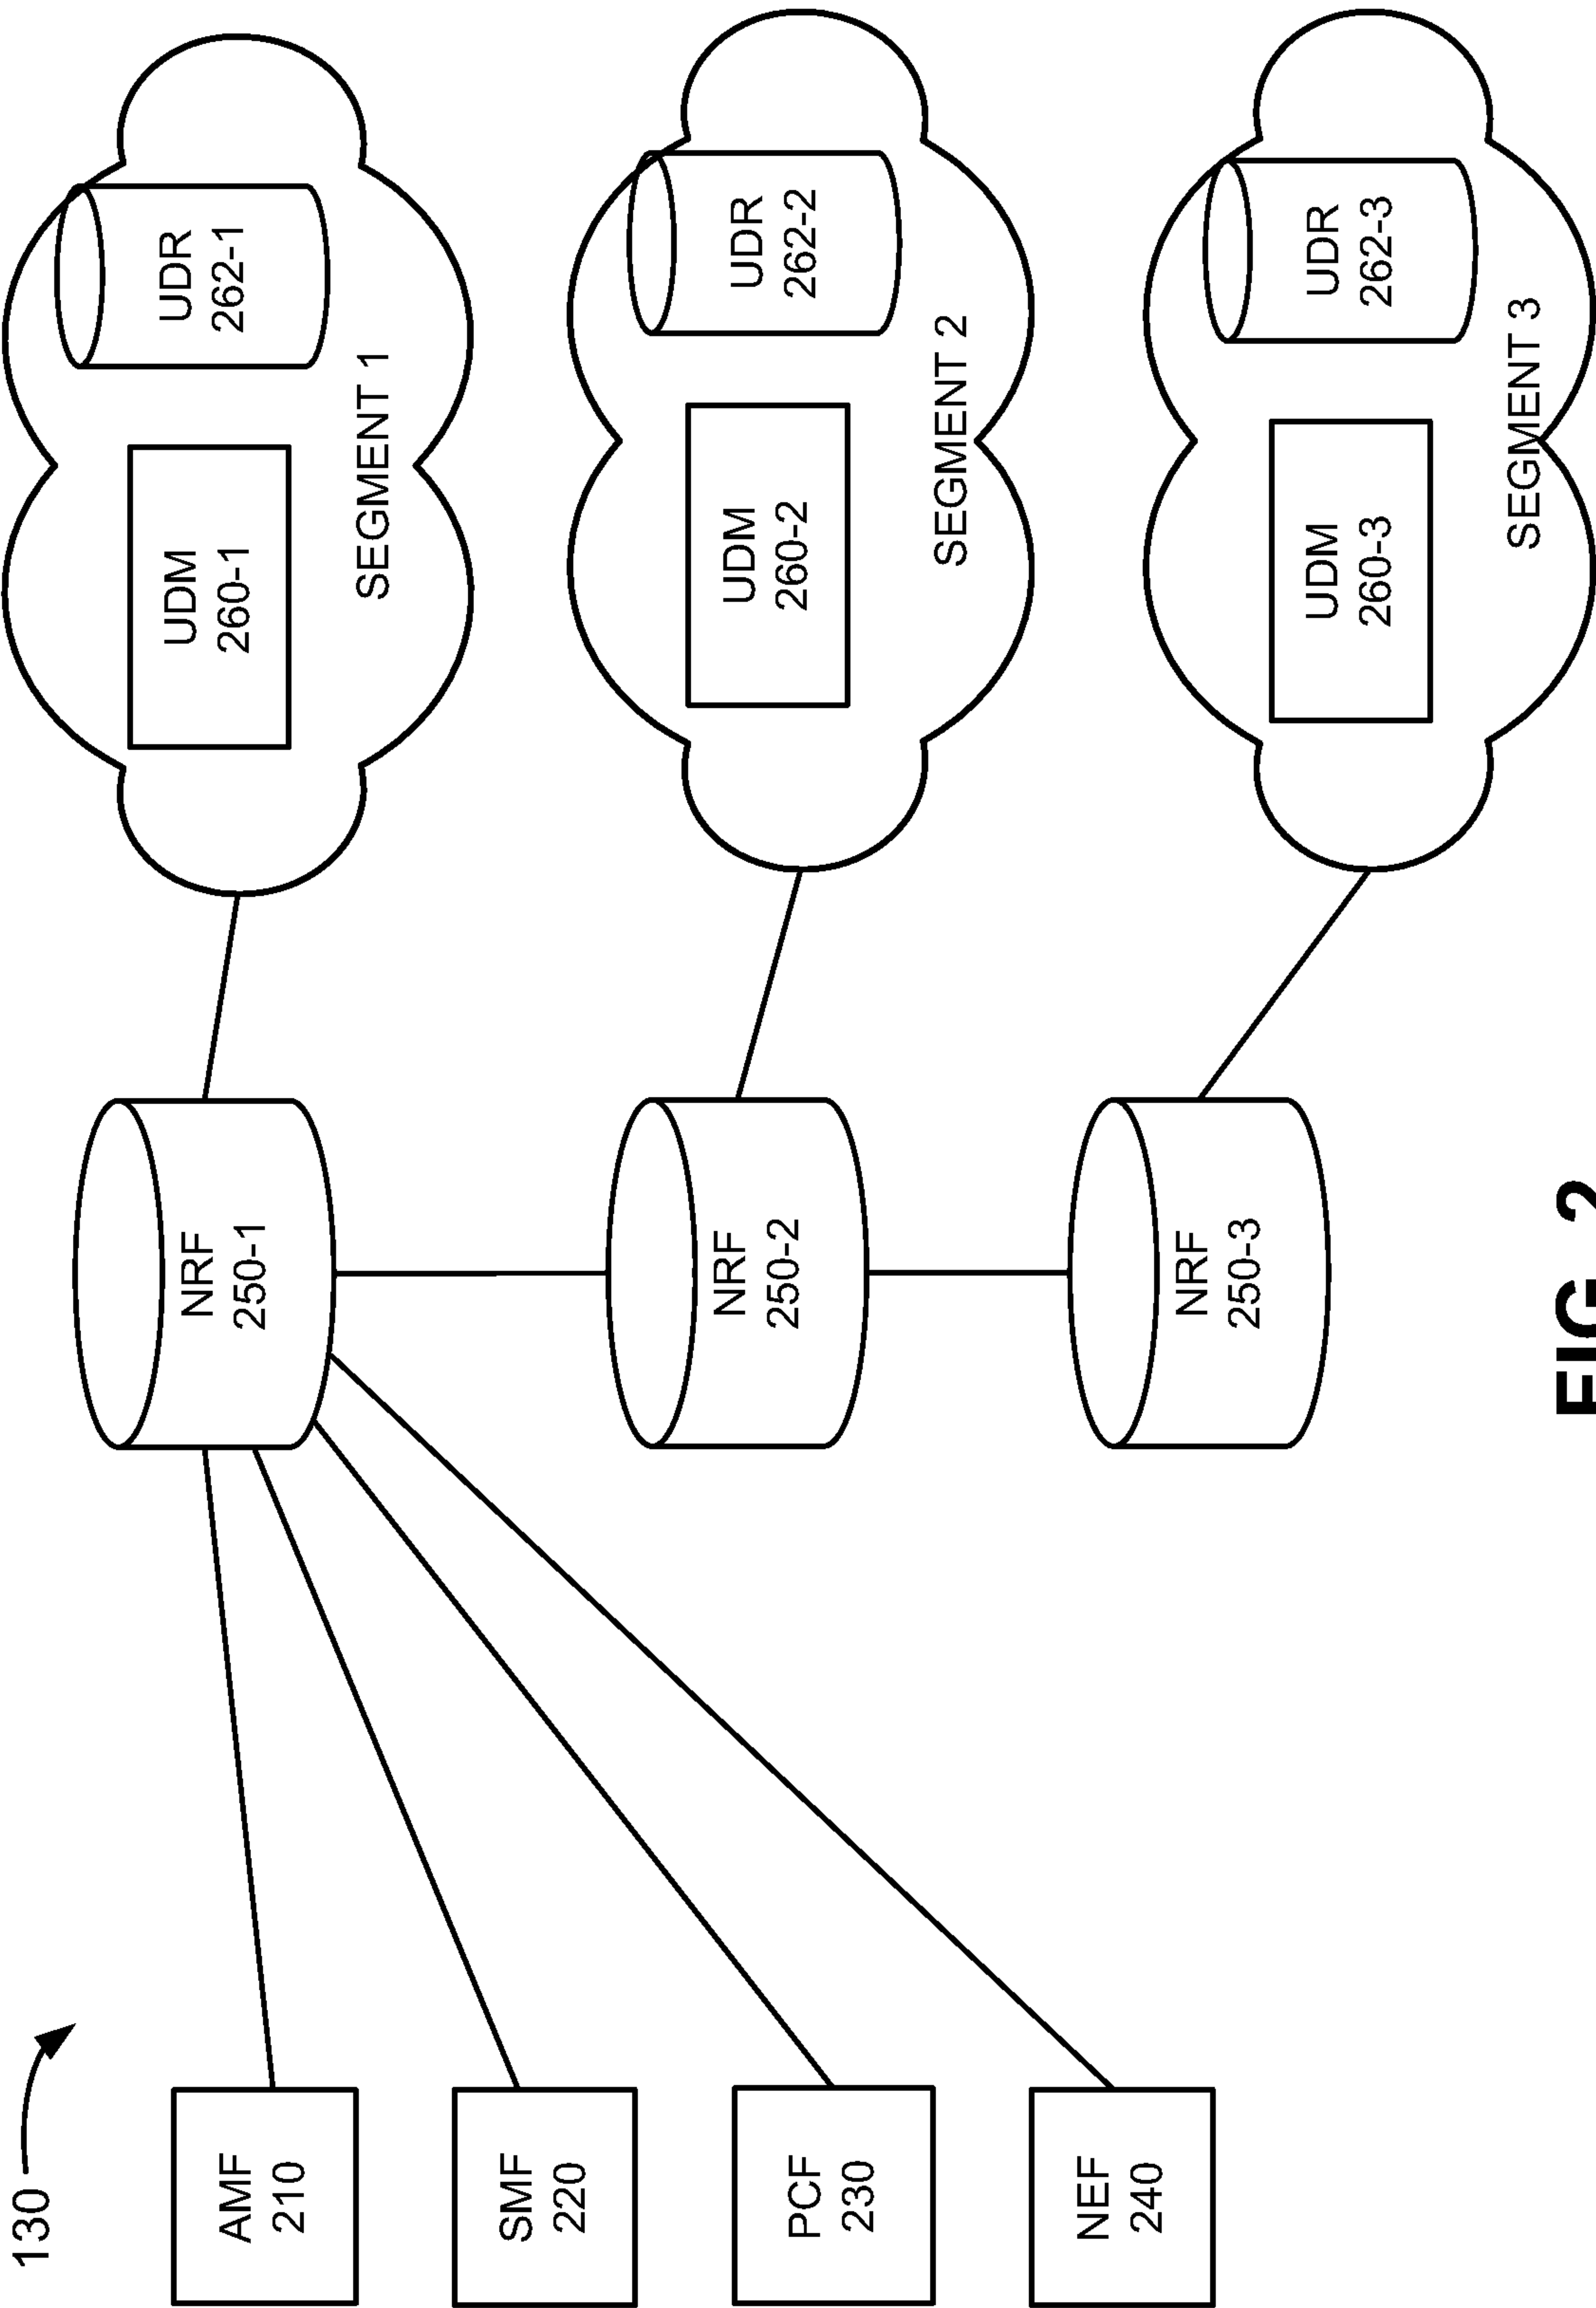 130
AMF
210
SMF
220
PCF
230
NEF
240
NRF
250-1
NRF
250-2
NRF
250-3
UDM
260-1
UDR
262-1
SEGMENT 1
UDM
260-2
UDR
262-2
SEGMENT 2
UDM
260-3
UDR
262-3
SEGMENT 3
FIG. 2